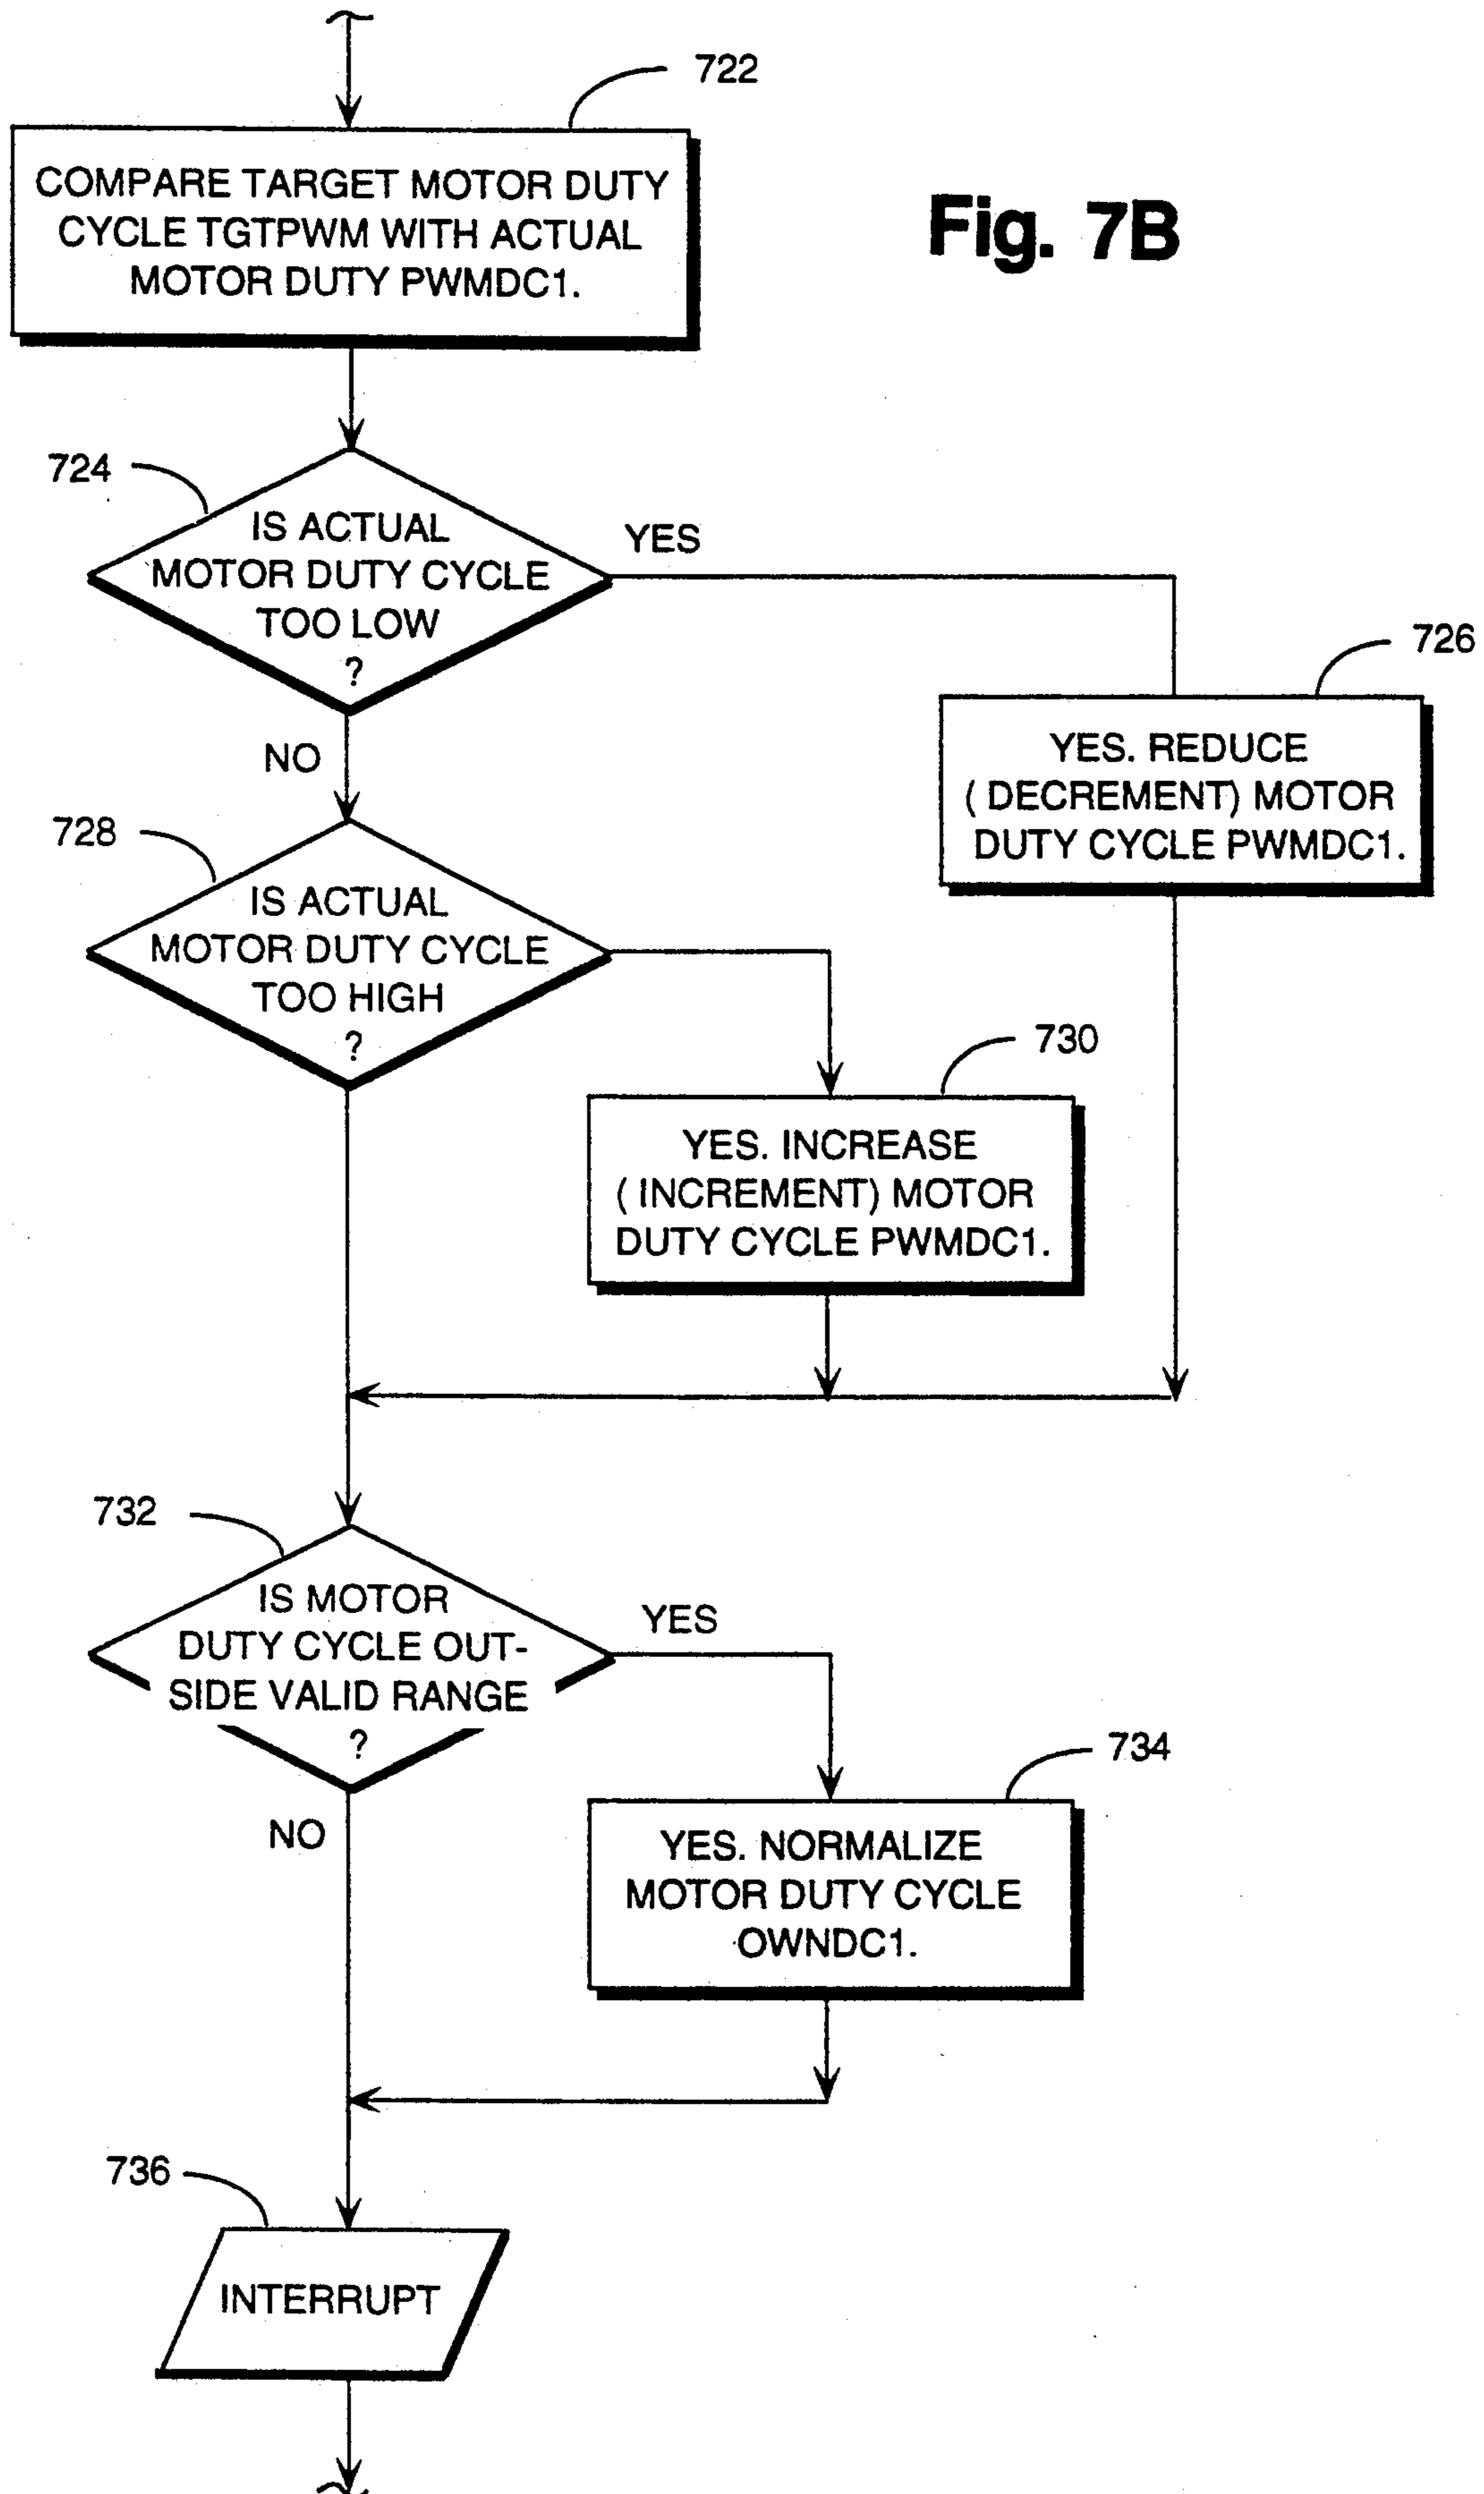 722
COMPARE TARGET MOTOR DUTY
CYCLE TGTPWM WITH ACTUAL
MOTOR DUTY PWMDC1.
Fig. 7B
724
IS ACTUAL
MOTOR DUTY CYCLE
TOO LOW
?
YES
NO
726
YES. REDUCE
( DECREMENT) MOTOR
DUTY CYCLE PWMDC1.
728
IS ACTUAL
MOTOR DUTY CYCLE
TOO HIGH
?
730
YES. INCREASE
( INCREMENT) MOTOR
DUTY CYCLE PWMDC1.
732
IS MOTOR
DUTY CYCLE OUT-
SIDE VALID RANGE
?
YES
NO
734
YES. NORMALIZE
MOTOR DUTY CYCLE
OWNDC1.
736
INTERRUPT